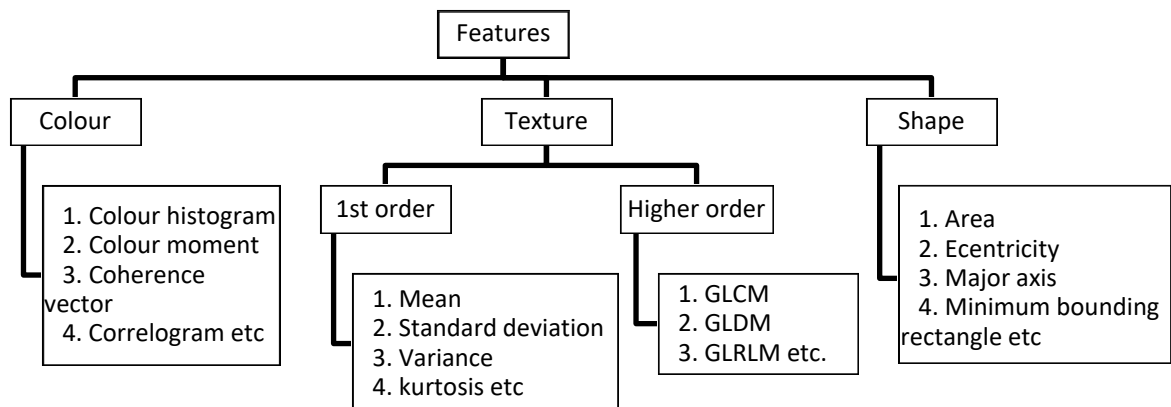 Features
Colour
Texture
Shape
1. Colour histogram
2. Colour moment
3. Coherence
vector
4. Correlogram etc
1st order
Higher order
1. Mean
2. Standard deviation
3. Variance
4. kurtosis etc
1. GLCM
2. GLDM
3. GLRLM etc.
1. Area
2. Ecentricity
3. Major axis
4. Minimum bounding
rectangle etc